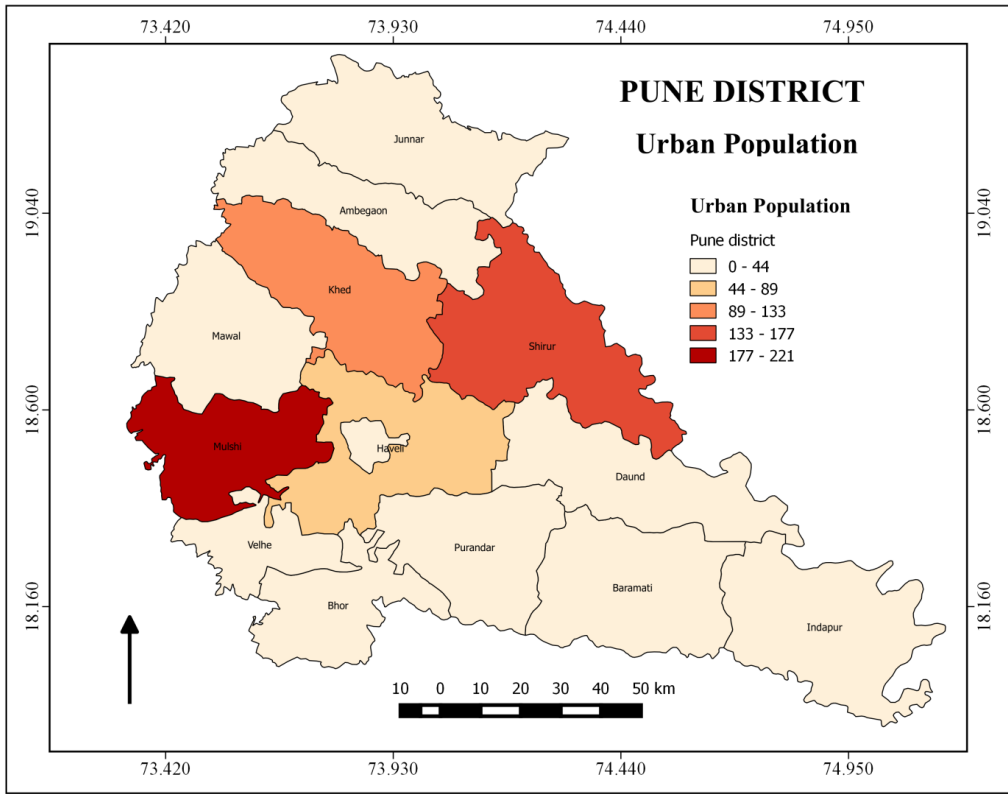 73.420 73.930 74.440 74.950
PUNE DISTRICT
Urban Population
Junnar
Urban Population
Ambegaon
19.040 19.040
Pune district
0 - 44
44 - 89
Khed
89 - 133
133 - 177
Mawal
Shirur
177 - 221
18.600 18.600
Mulshi
Haveli
Daund
Velhe
Purandar
Baramati
Bhor
18.160 18.160
Indapur
10 0 10 20 30 40 50 km
73.420 73.930 74.440 74.950